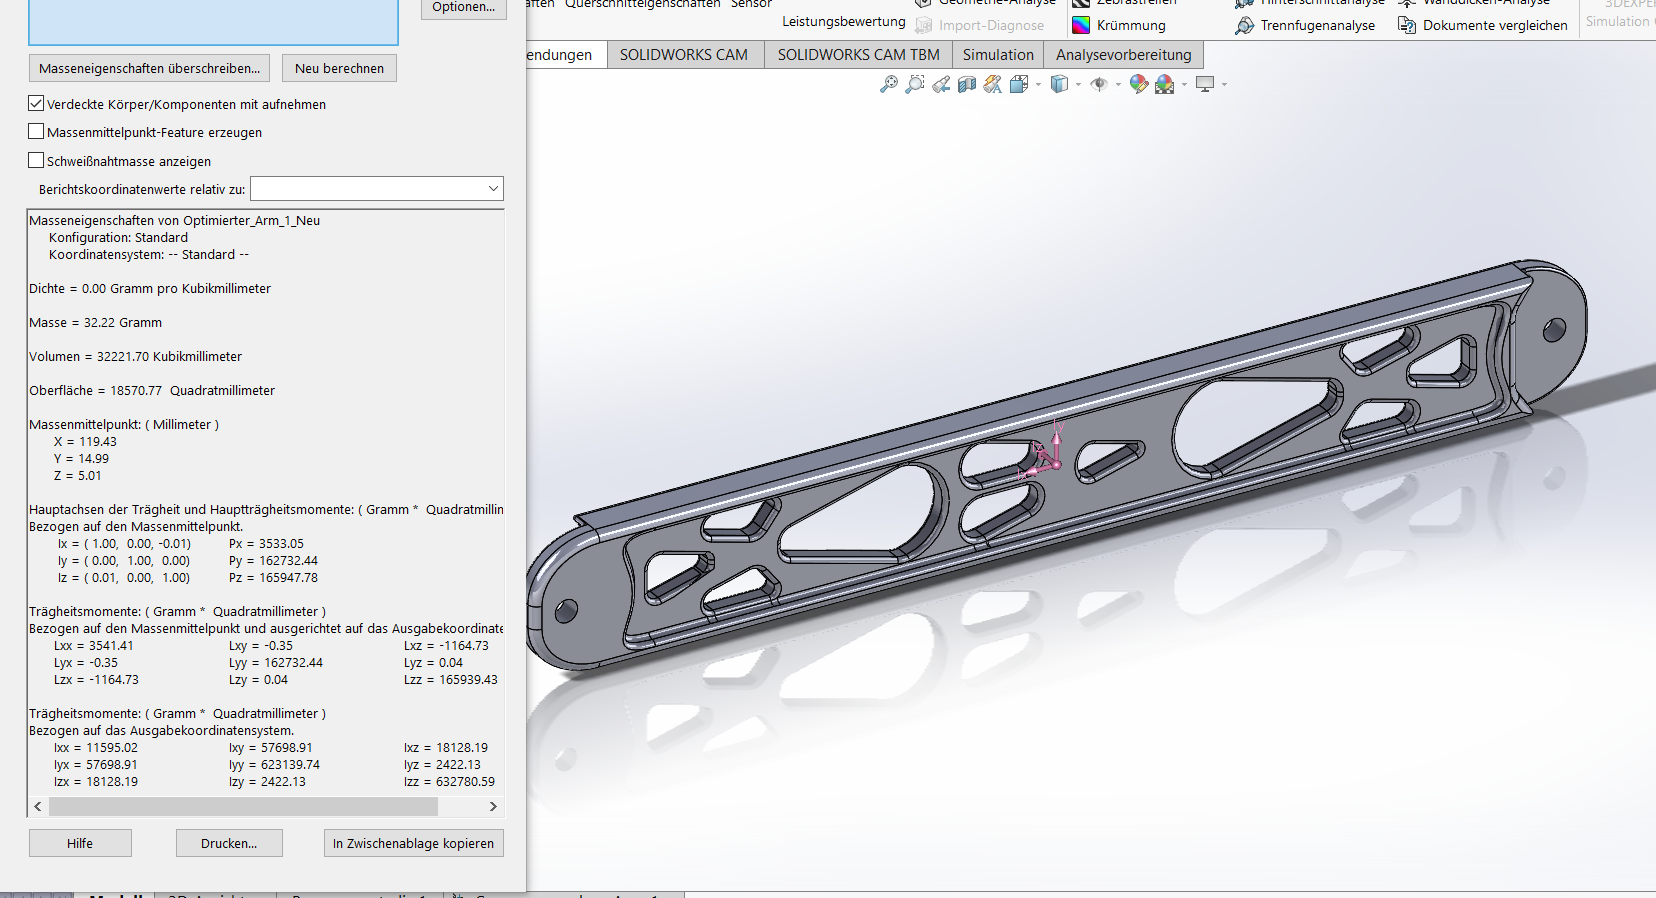 Optionen...
Masseneigenschaften überschreiben...
Neu berechnen
Verdeckte Körper/Komponenten mit aufnehmen
Massenmittelpunkt-Feature erzeugen
Schweißnahtmasse anzeigen
Berichtskoordinatenwerte relativ zu:
Masseneigenschaften von Optimierter_Arm_1_Neu
Konfiguration: Standard
Koordinatensystem: -- Standard --
Dichte = 0.00 Gramm pro Kubikmillimeter
Masse = 32.22 Gramm
Volumen = 32221.70 Kubikmillimeter
Oberfläche = 18570.77  Quadratmillimeter
Massenmittelpunkt: ( Millimeter )
X = 119.43
Y = 14.99
Z = 5.01
Hauptachsen der Trägheit und Hauptträgheitsmomente: ( Gramm *  Quadratmillin
Bezogen auf den Massenmittelpunkt.
Ix = ( 1.00,  0.00, -0.01)  Px = 3533.05
Iy = ( 0.00,  1.00,  0.00)  Py = 162732.44
Iz = ( 0.01,  0.00,  1.00)  Pz = 165947.78
Trägheitsmomente: ( Gramm *  Quadratmillimeter )
Bezogen auf den Massenmittelpunkt und ausgerichtet auf das Ausgabekoordinate
Lxx = 3541.41  Lxy = -0.35  Lxz = -1164.73
Lyx = -0.35  Lyy = 162732.44  Lyz = 0.04
Lzx = -1164.73  Lzy = 0.04  Lzz = 165939.43
Trägheitsmomente: ( Gramm *  Quadratmillimeter )
Bezogen auf das Ausgabekoordinatensystem.
Ixx = 11595.02  Ixy = 57698.91  Ixz = 18128.19
Iyx = 57698.91  Iyy = 623139.74  Iyz = 2422.13
Izx = 18128.19  Izy = 2422.13  Izz = 632780.59
Hilfe
Drucken...
In Zwischenablage kopieren
aften Querschnitteigenschaften Sensor
Leistungsbewertung
Geometrie-Analyse
Import-Diagnose
Zebrastreifen
Krümmung
Hinterschnittanalyse
Trennfugenanalyse
Wanddicken-Analyse
Dokumente vergleichen
3DEXPER
Simulation
endungen
SOLIDWORKS CAM
SOLIDWORKS CAM TBM
Simulation
Analysevorbereitung
Modell